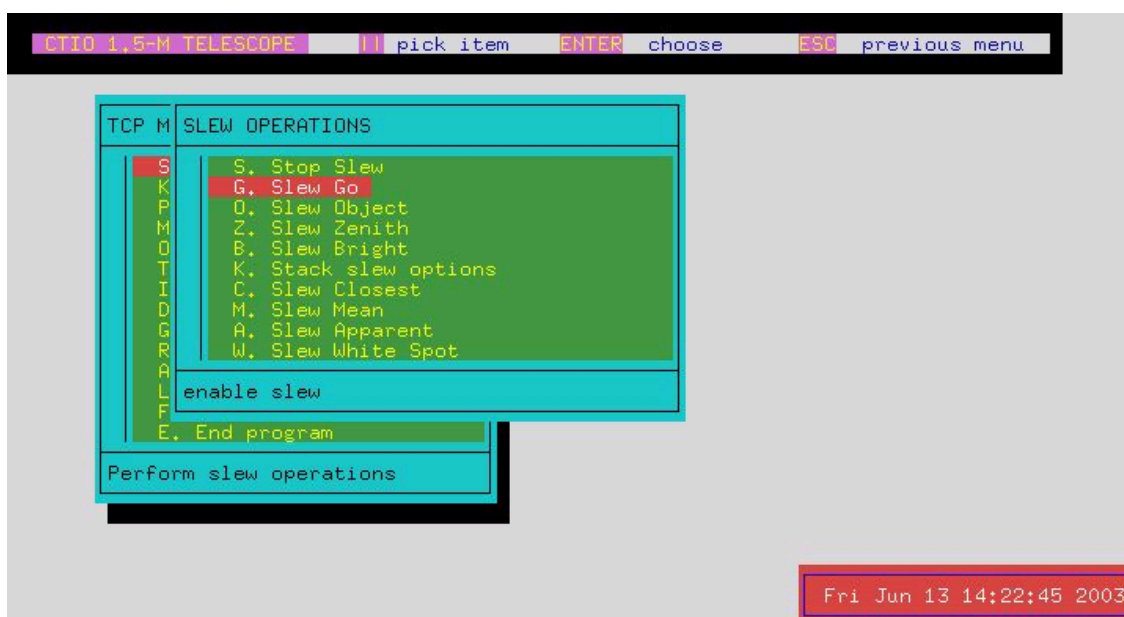 CTIO 1.5-M TELESCOPE || pick item ENTER choose ESC previous menu
TCP M
SLEW OPERATIONS
S
K
P
M
O
T
I
D
G
R
A
L
F
E. End program
S. Stop Slew
G. Slew Go
O. Slew Object
Z. Slew Zenith
B. Slew Bright
K. Stack slew options
C. Slew Closest
M. Slew Mean
A. Slew Apparent
W. Slew White Spot
enable slew
Perform slew operations
Fri Jun 13 14:22:45 2003